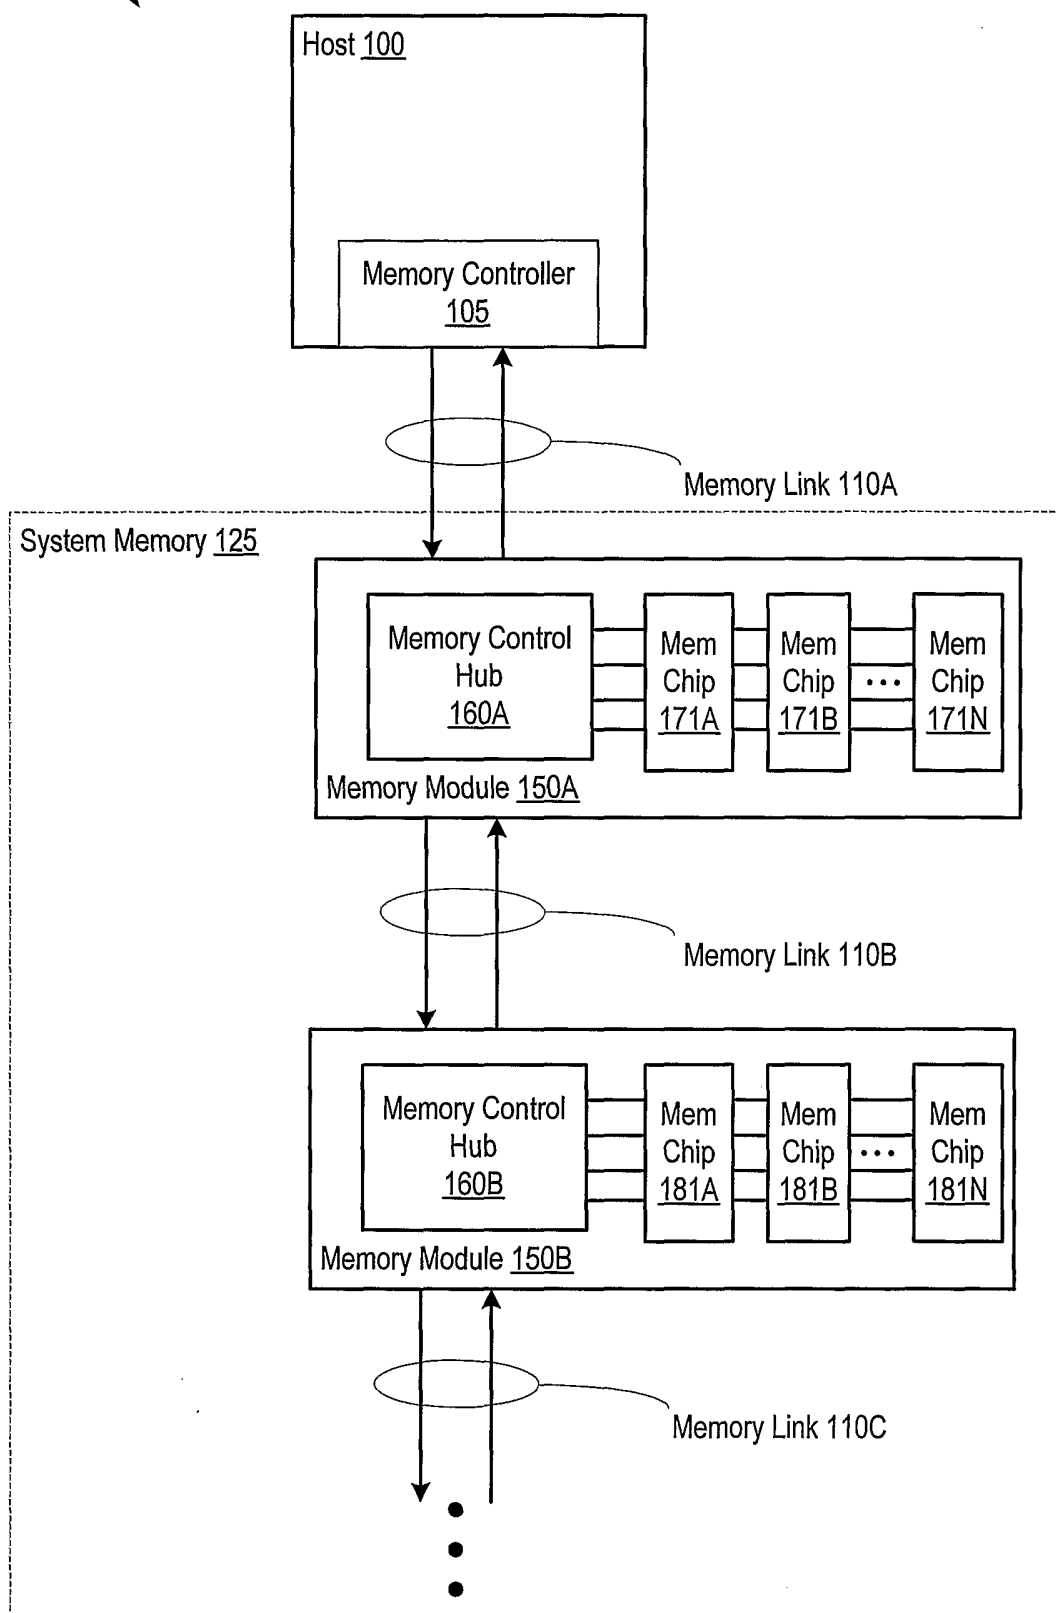 Host 100
Memory Controller
105
Memory Link 110A
System Memory 125
Memory Control
Hub
160A
Mem
Chip
171A
Mem
Chip
171B
Mem
Chip
171N
Memory Module 150A
Memory Link 110B
Memory Control
Hub
160B
Mem
Chip
181A
Mem
Chip
181B
Mem
Chip
181N
Memory Module 150B
Memory Link 110C